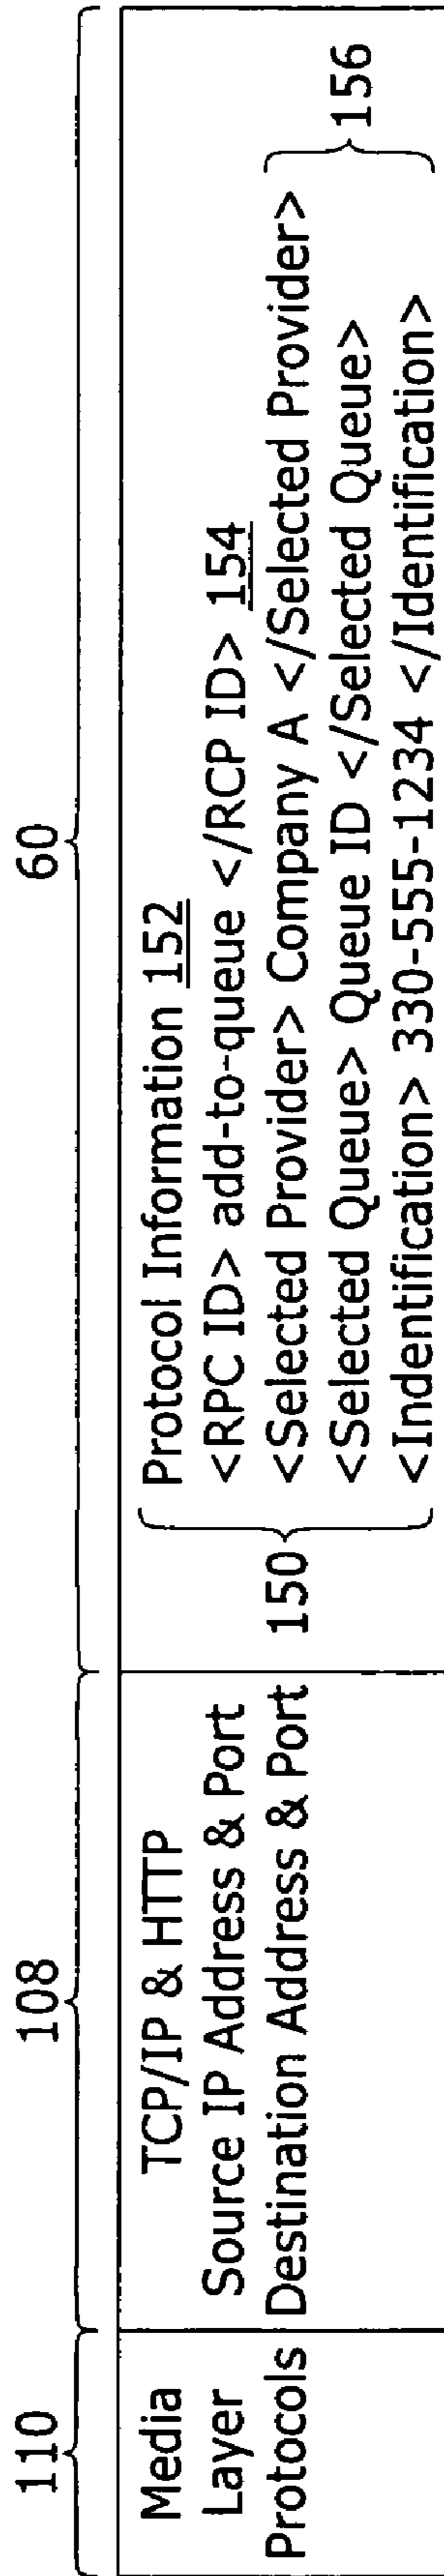 110
108
60
Media
Layer
Protocols
TCP/IP & HTTP
Source IP Address & Port
Destination Address & Port
150
Protocol Information 152
<RPC ID> add-to-queue </RCP ID> 154
<Selected Provider> Company A </Selected Provider>
<Selected Queue> Queue ID </Selected Queue>
<Indentification> 330-555-1234 </Identification>
156